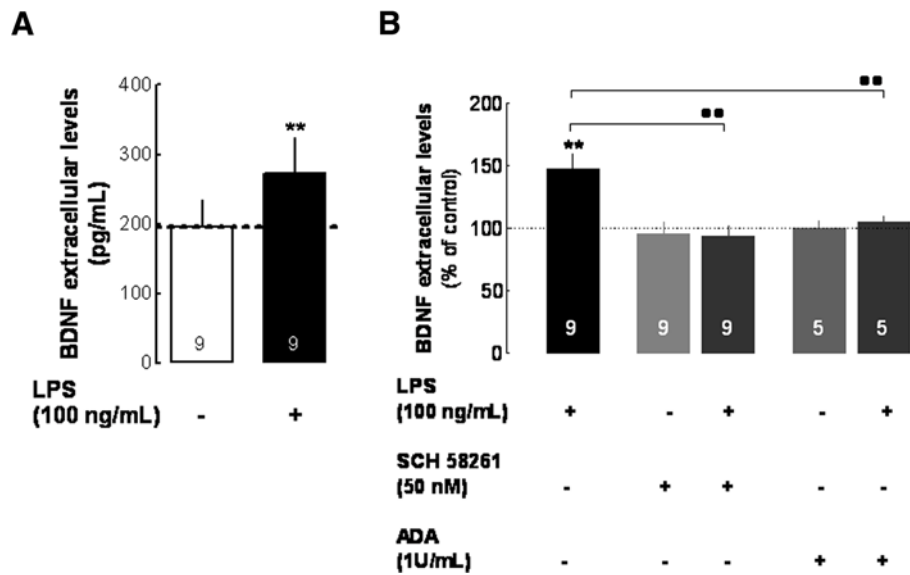 A
BDNF extracellular levels
(pg/mL)
400
300
200
100
0
**
9
9
LPS
(100 ng/mL)
-
+
B
BDNF extracellular levels
(% of control)
200
150
100
50
0
**
9
9
9
5
5
LPS
(100 ng/mL)
+ - + - +
SCH 58261
(50 nM)
- + + - -
ADA
(1U/mL)
- - - + +